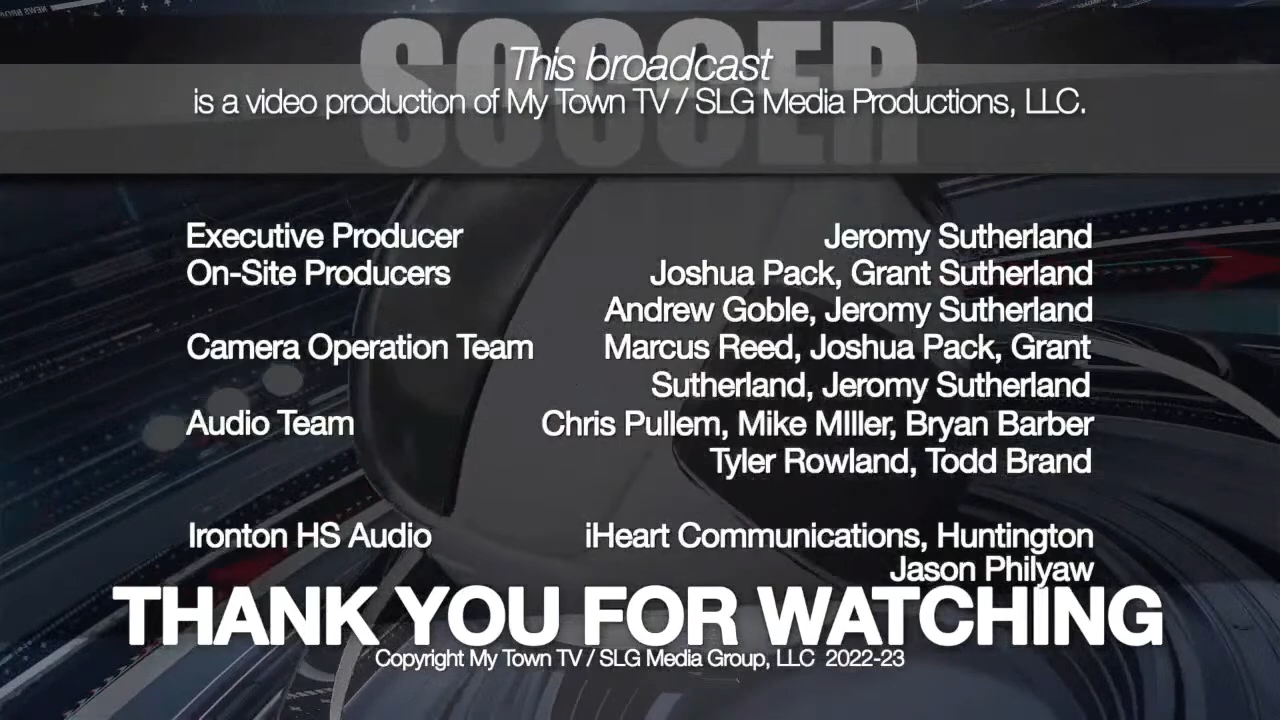 SOCCER
This broadcast
is a video production of My Town TV / SLG Media Productions, LLC.
Executive Producer Jeromy Sutherland
On-Site Producers Joshua Pack, Grant Sutherland
Andrew Goble, Jeromy Sutherland
Camera Operation Team Marcus Reed, Joshua Pack, Grant
Sutherland, Jeromy Sutherland
Audio Team Chris Pullem, Mike MIller, Bryan Barber
Tyler Rowland, Todd Brand
Ironton HS Audio iHeart Communications, Huntington
Jason Philyaw
THANK YOU FOR WATCHING
Copyright My Town TV / SLG Media Group, LLC 2022-23